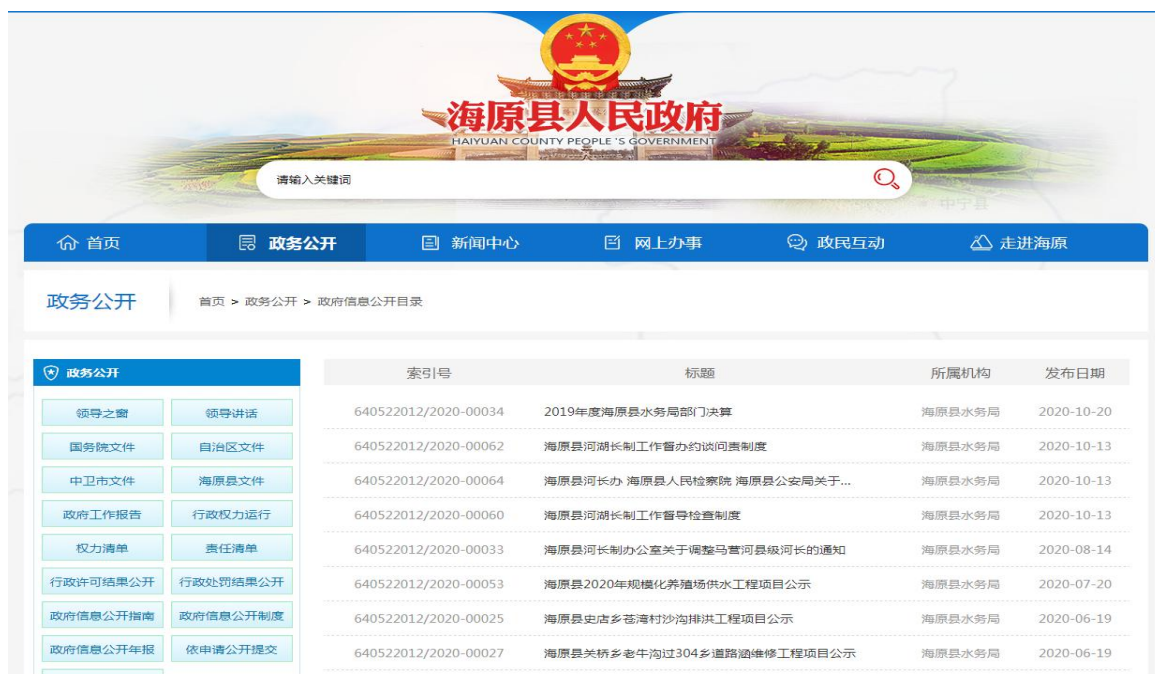 海原县人民政府
HAIYUAN COUNTY PEOPLE 'S GOVERNMENT
请输入关键词
中宁县
首页 政务公开 新闻中心 网上办事 政民互动 走进海原
政务公开 首页 > 政务公开 > 政府信息公开目录
政务公开
领导之窗 领导讲话
国务院文件 自治区文件
中卫市文件 海原县文件
政府工作报告 行政权力运行
权力清单 责任清单
行政许可结果公开 行政处罚结果公开
政府信息公开指南 政府信息公开制度
政府信息公开年报 依申请公开提交
索引号 标题 所属机构 发布日期
640522012/2020-00034 2019年度海原县水务局部门决算 海原县水务局 2020-10-20
640522012/2020-00062 海原县河湖长制工作督办约谈问责制度 海原县水务局 2020-10-13
640522012/2020-00064 海原县河长办 海原县人民检察院 海原县公安局关于... 海原县水务局 2020-10-13
640522012/2020-00060 海原县河湖长制工作督导检查制度 海原县水务局 2020-10-13
640522012/2020-00033 海原县河长制办公室关于调整马营河县级河长的通知 海原县水务局 2020-08-14
640522012/2020-00053 海原县2020年规模化养殖场供水工程项目公示 海原县水务局 2020-07-20
640522012/2020-00025 海原县史店乡苍湾村沙沟排洪工程项目公示 海原县水务局 2020-06-19
640522012/2020-00027 海原县关桥乡老牛沟过304乡道路涵维修工程项目公示 海原县水务局 2020-06-19